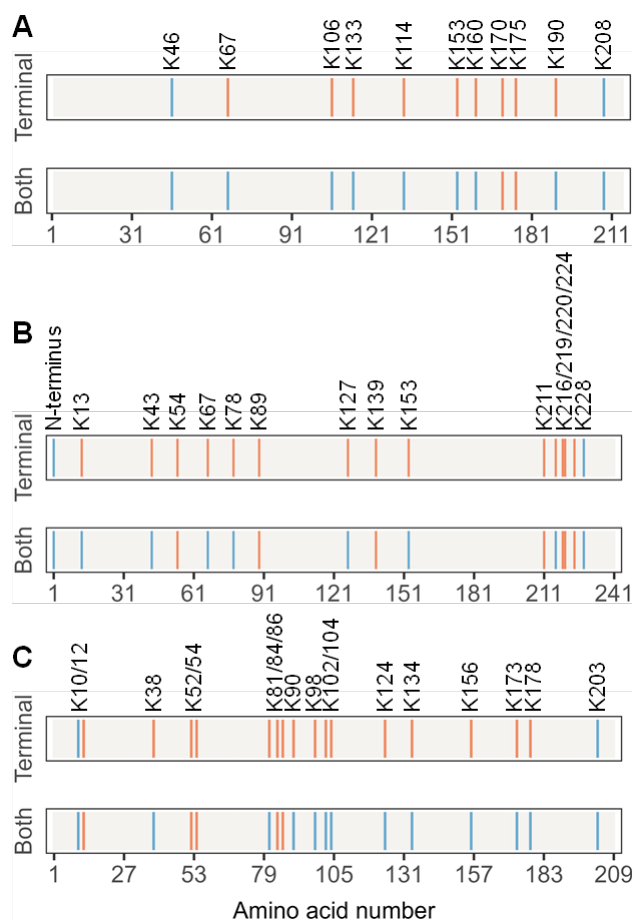 A
K46 K67 K106 K133 K114 K153 K160 K170 K175 K190 K208
Terminal
Both
1 31 61 91 121 151 181 211
B
N-terminus K13 K43 K54 K67 K78 K89 K127 K139 K153 K211 K216/219/220/224 K228
Terminal
Both
1 31 61 91 121 151 181 211 241
C
K10/12 K38 K52/54 K81/84/86 K90 K98 K102/104 K124 K134 K156 K173 K178 K203
Terminal
Both
1 27 53 79 105 131 157 183 209
Amino acid number